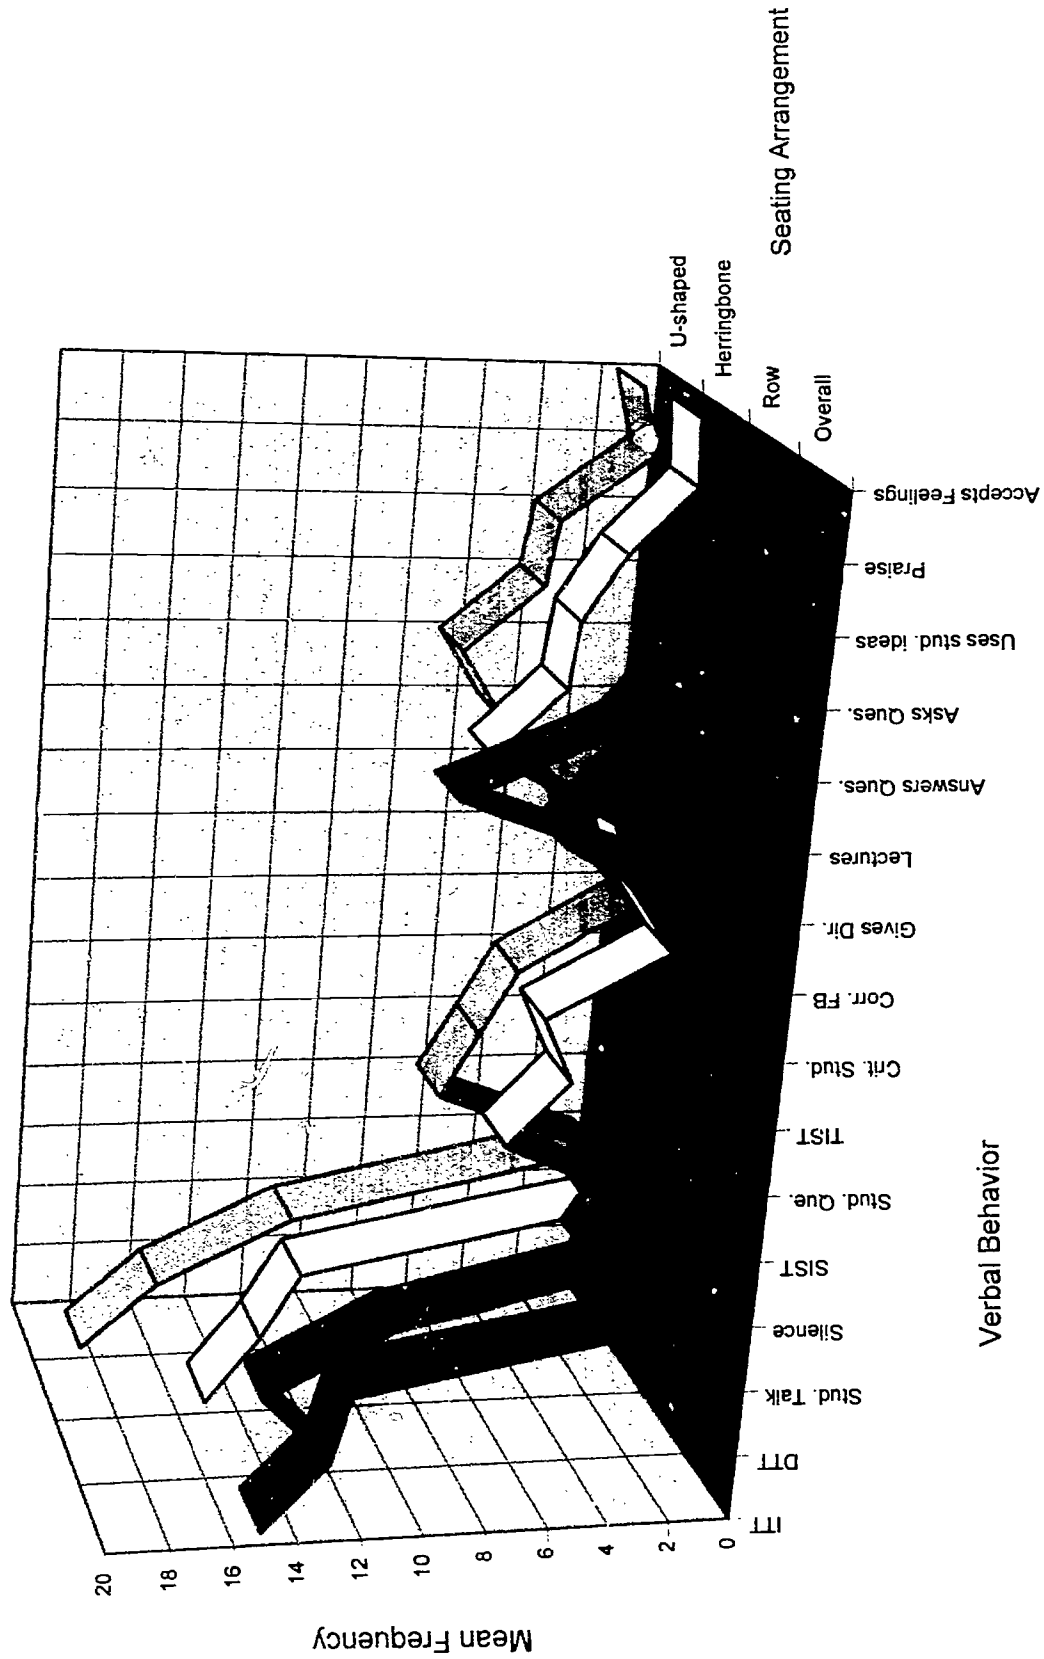 Mean Frequency
20
18
16
14
12
10
8
6
4
2
0
ITT
DTT
Stud. Talk
Silence
SIST
Stud. Que.
TIST
Crit. Stud.
Corr. FB
Gives Dir.
Lectures
Answers Ques.
Asks Ques.
Uses stud. ideas
Praise
Accepts Feelings
Verbal Behavior
Overall
Row
Herringbone
U-shaped
Seating Arrangement